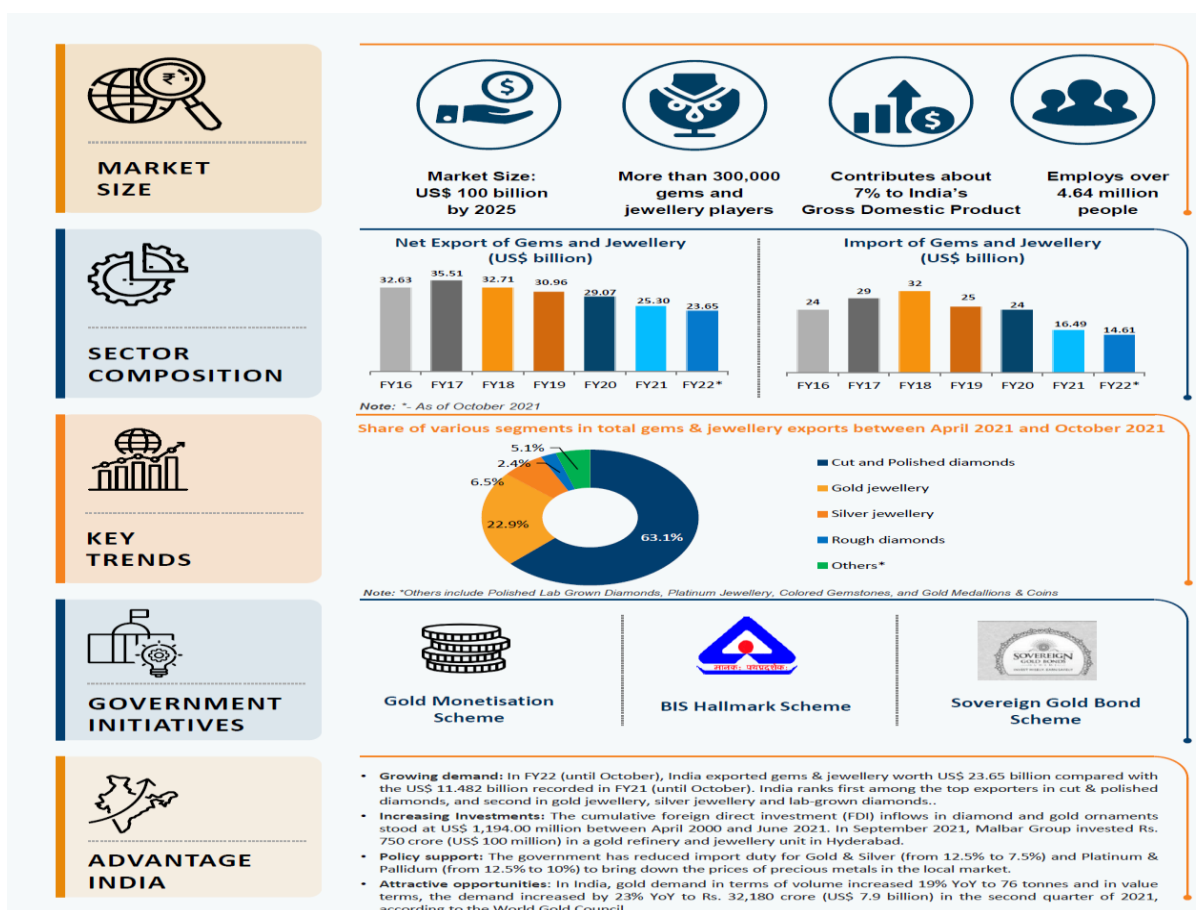 MARKET
SIZE
Market Size:
US$ 100 billion
by 2025
More than 300,000
gems and
jewellery players
Contributes about
7% to India's
Gross Domestic Product
Employs over
4.64 million
people
SECTOR
COMPOSITION
Net Export of Gems and Jewellery
(US$ billion)
32.63
35.51
32.71
30.96
29.07
25.30
23.65
FY16
FY17
FY18
FY19
FY20
FY21
FY22*
Import of Gems and Jewellery
(US$ billion)
24
29
32
25
24
16.49
14.61
FY16
FY17
FY18
FY19
FY20
FY21
FY22*
Note: *- As of October 2021
KEY
TRENDS
Share of various segments in total gems & jewellery exports between April 2021 and October 2021
5.1%
2.4%
6.5%
22.9%
63.1%
Cut and Polished diamonds
Gold jewellery
Silver jewellery
Rough diamonds
Others*
Note: *Others include Polished Lab Grown Diamonds, Platinum Jewellery, Colored Gemstones, and Gold Medallions & Coins
GOVERNMENT
INITIATIVES
Gold Monetisation
Scheme
मानकः पथप्रदर्शकः
BIS Hallmark Scheme
SOVEREIGN
GOLD BONDS
Sovereign Gold Bond
Scheme
ADVANTAGE
INDIA
• Growing demand: In FY22 (until October), India exported gems & jewellery worth US$ 23.65 billion compared with
the US$ 11.482 billion recorded in FY21 (until October). India ranks first among the top exporters in cut & polished
diamonds, and second in gold jewellery, silver jewellery and lab-grown diamonds..
• Increasing Investments: The cumulative foreign direct investment (FDI) inflows in diamond and gold ornaments
stood at US$ 1,194.00 million between April 2000 and June 2021. In September 2021, Malbar Group invested Rs.
750 crore (US$ 100 million) in a gold refinery and jewellery unit in Hyderabad.
• Policy support: The government has reduced import duty for Gold & Silver (from 12.5% to 7.5%) and Platinum &
Pallidum (from 12.5% to 10%) to bring down the prices of precious metals in the local market.
• Attractive opportunities: In India, gold demand in terms of volume increased 19% YoY to 76 tonnes and in value
terms, the demand increased by 23% YoY to Rs. 32,180 crore (US$ 7.9 billion) in the second quarter of 2021,
according to the World Gold Council